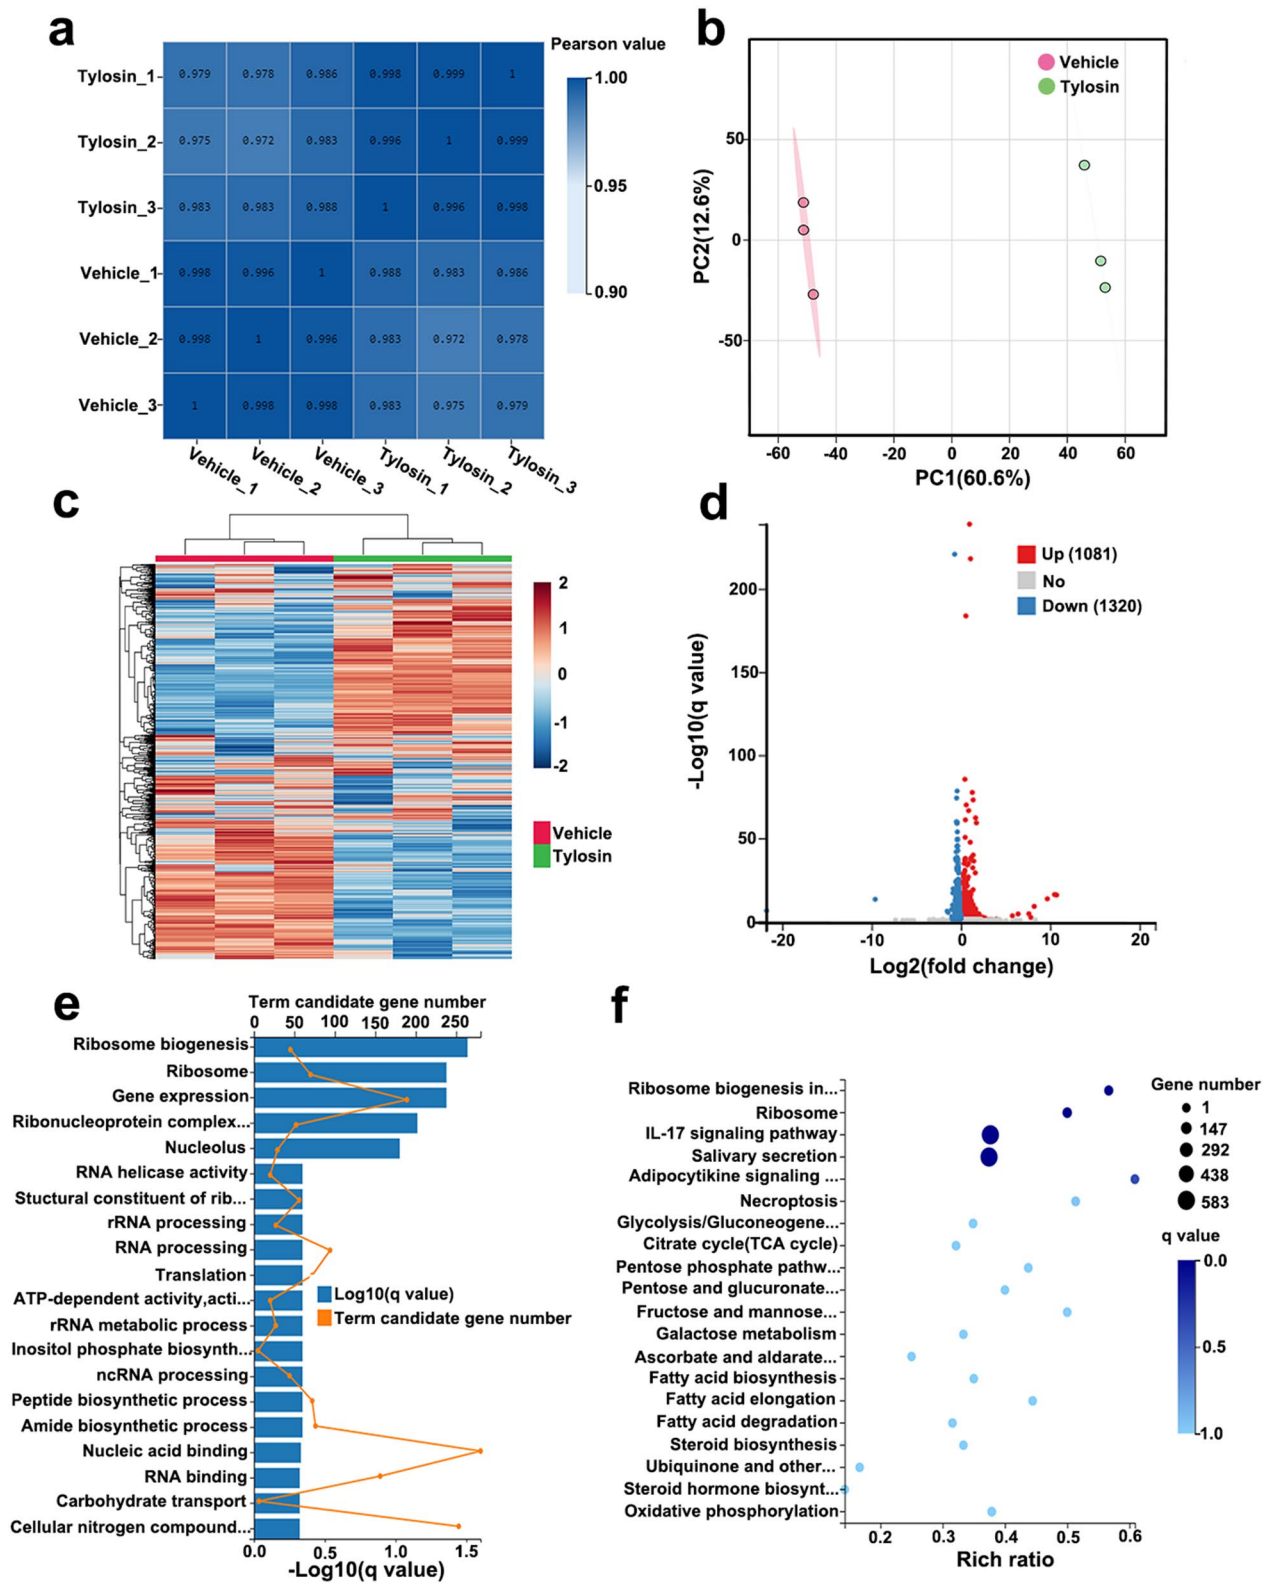 a
Pearson value
Tylosin_1 0.979 0.978 0.986 0.998 0.999 1
Tylosin_2 0.975 0.972 0.983 0.996 1 0.999
Tylosin_3 0.983 0.983 0.988 1 0.996 0.998
Vehicle_1 0.998 0.996 1 0.988 0.983 0.986
Vehicle_2 0.998 1 0.996 0.983 0.972 0.978
Vehicle_3 1 0.998 0.998 0.983 0.975 0.979
Vehicle_1 Vehicle_2 Vehicle_3 Tylosin_1 Tylosin_2 Tylosin_3
1.00
0.95
0.90
b
Vehicle
Tylosin
PC2(12.6%)
50
0
-50
-60 -40 -20 0 20 40 60
PC1(60.6%)
c
2
1
0
-1
-2
Vehicle
Tylosin
d
Up (1081)
No
Down (1320)
-Log10(q value)
200
150
100
50
0
-20 -10 0 10 20
Log2(fold change)
e
Term candidate gene number
0 50 100 150 200 250
Ribosome biogenesis
Ribosome
Gene expression
Ribonucleoprotein complex...
Nucleolus
RNA helicase activity
Stuctural constituent of rib...
rRNA processing
RNA processing
Translation
ATP-dependent activity,acti...
rRNA metabolic process
Inositol phosphate biosynth...
ncRNA processing
Peptide biosynthetic process
Amide biosynthetic process
Nucleic acid binding
RNA binding
Carbohydrate transport
Cellular nitrogen compound...
Log10(q value)
Term candidate gene number
0.0 0.5 1.0 1.5
-Log10(q value)
f
Ribosome biogenesis in...
Ribosome
IL-17 signaling pathway
Salivary secretion
Adipocytikine signaling ...
Necroptosis
Glycolysis/Gluconeogene...
Citrate cycle(TCA cycle)
Pentose phosphate pathw...
Pentose and glucuronate...
Fructose and mannose...
Galactose metabolism
Ascorbate and aldarate...
Fatty acid biosynthesis
Fatty acid elongation
Fatty acid degradation
Steroid biosynthesis
Ubiquinone and other...
Steroid hormone biosynt...
Oxidative phosphorylation
0.2 0.3 0.4 0.5 0.6
Rich ratio
Gene number
1
147
292
438
583
q value
0.0
0.5
1.0